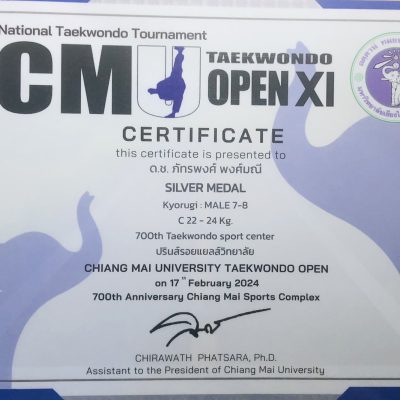 National Taekwondo Tournament
CMU TAEKWONDO
OPEN XI
CERTIFICATE
this certificate is presented to
ด.ช. ภัทรพงศ์ พงศ์มณี
SILVER MEDAL
Kyorugi : MALE 7-8
C 22 - 24 Kg.
700th Taekwondo sport center
ปรินส์รอยแยลส์วิทยาลัย
CHIANG MAI UNIVERSITY TAEKWONDO OPEN
on 17th February 2024
700th Anniversary Chiang Mai Sports Complex
CHIRAWATH PHATSARA, Ph.D.
Assistant to the President of Chiang Mai University